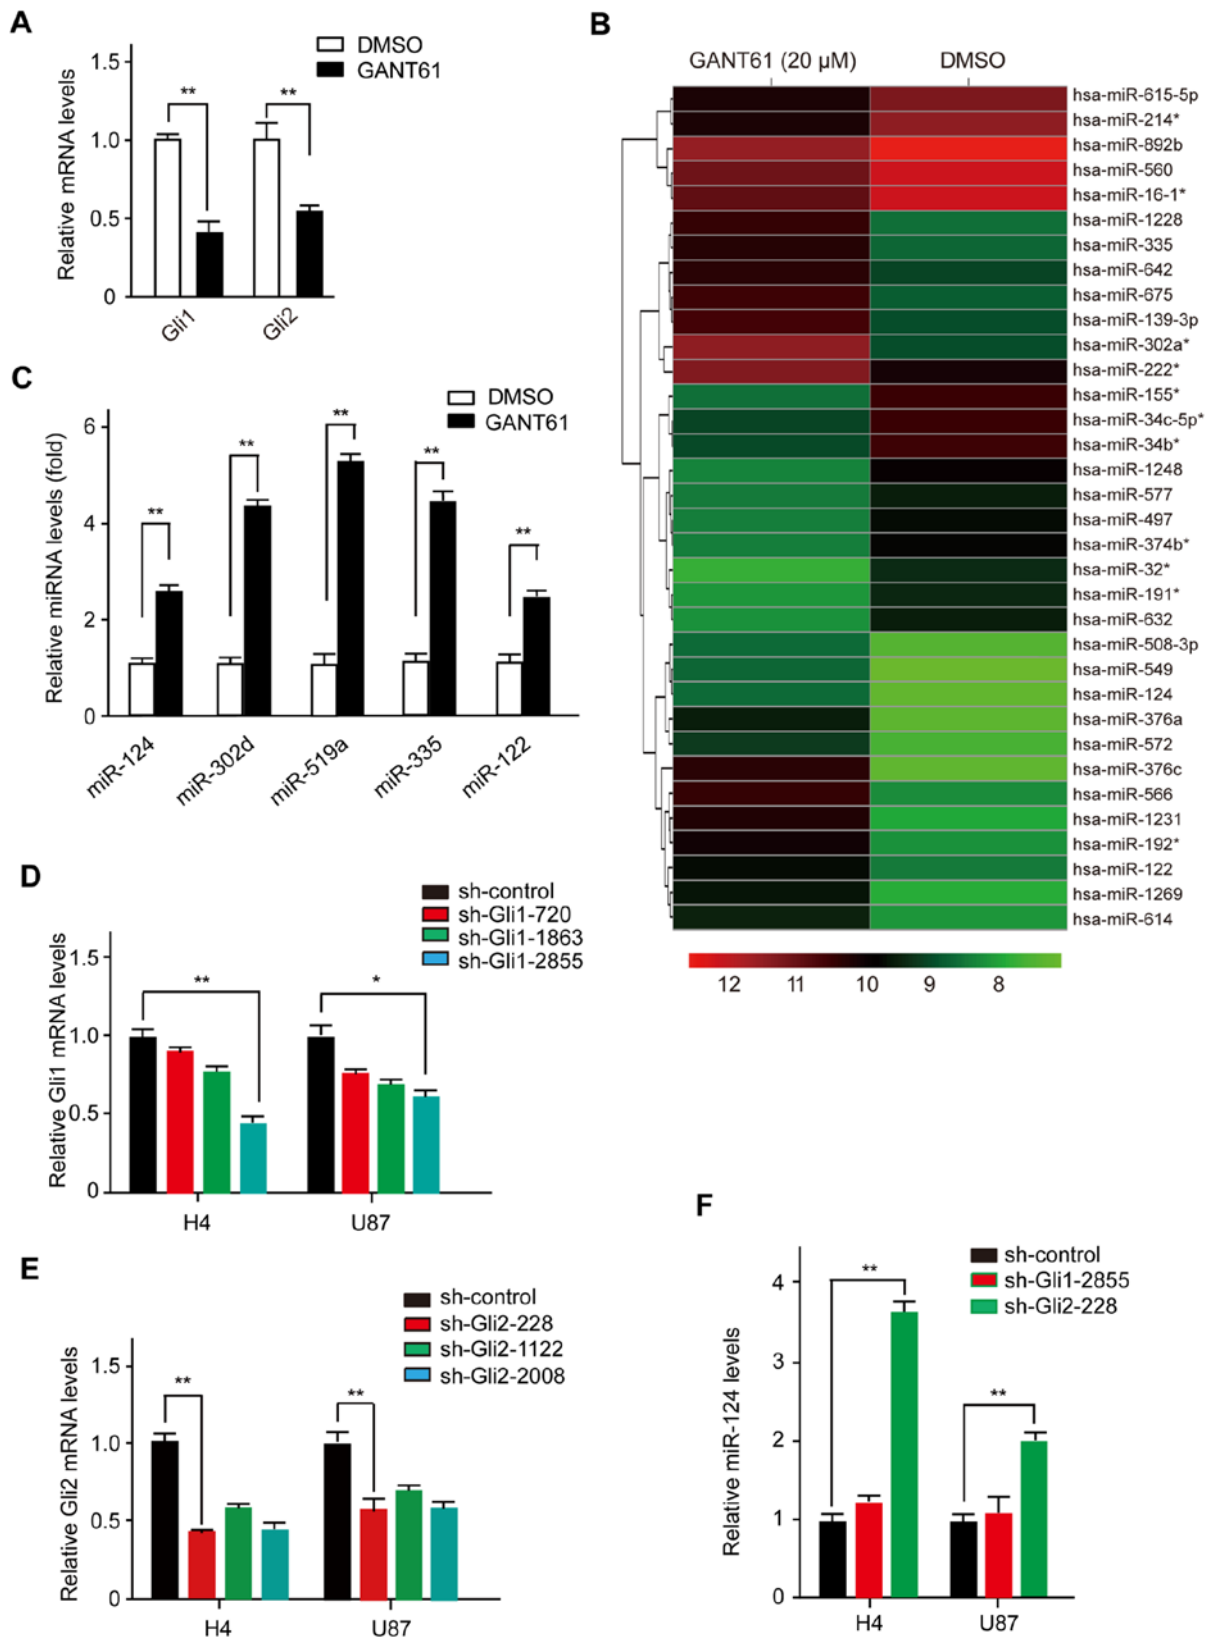 A
DMSO
GANT61
Relative mRNA levels
1.5
1.0
0.5
0
**
**
Gli1
Gli2
B
GANT61 (20 µM)
DMSO
hsa-miR-615-5p
hsa-miR-214*
hsa-miR-892b
hsa-miR-560
hsa-miR-16-1*
hsa-miR-1228
hsa-miR-335
hsa-miR-642
hsa-miR-675
hsa-miR-139-3p
hsa-miR-302a*
hsa-miR-222*
hsa-miR-155*
hsa-miR-34c-5p*
hsa-miR-34b*
hsa-miR-1248
hsa-miR-577
hsa-miR-497
hsa-miR-374b*
hsa-miR-32*
hsa-miR-191*
hsa-miR-632
hsa-miR-508-3p
hsa-miR-549
hsa-miR-124
hsa-miR-376a
hsa-miR-572
hsa-miR-376c
hsa-miR-566
hsa-miR-1231
hsa-miR-192*
hsa-miR-122
hsa-miR-1269
hsa-miR-614
12 11 10 9 8
C
DMSO
GANT61
Relative miRNA levels (fold)
6
4
2
0
**
**
**
**
**
miR-124
miR-302d
miR-519a
miR-335
miR-122
D
sh-control
sh-Gli1-720
sh-Gli1-1863
sh-Gli1-2855
Relative Gli1 mRNA levels
1.5
1.0
0.5
0
**
*
H4
U87
E
sh-control
sh-Gli2-228
sh-Gli2-1122
sh-Gli2-2008
Relative Gli2 mRNA levels
1.5
1.0
0.5
0
**
**
H4
U87
F
sh-control
sh-Gli1-2855
sh-Gli2-228
Relative miR-124 levels
4
3
2
1
0
**
**
H4
U87